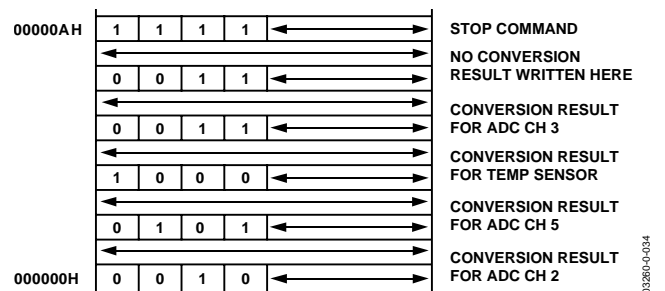 00000AH 1 1 1 1 STOP COMMAND
NO CONVERSION
0 0 1 1 RESULT WRITTEN HERE
CONVERSION RESULT
0 0 1 1 FOR ADC CH 3
CONVERSION RESULT
1 0 0 0 FOR TEMP SENSOR
CONVERSION RESULT
0 1 0 1 FOR ADC CH 5
CONVERSION RESULT
000000H 0 0 1 0 FOR ADC CH 2
03260-0-034